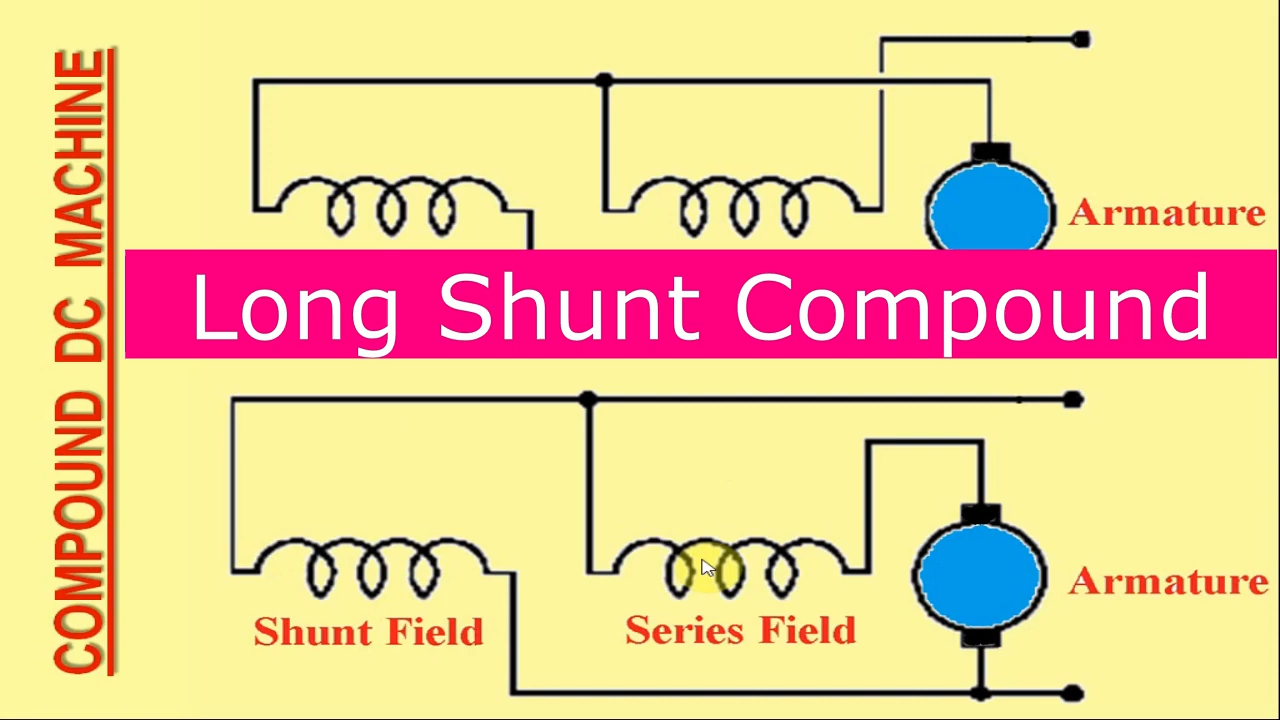 COMPOUND DC MACHINE
Armature
Long Shunt Compound
Armature
Shunt Field
Series Field